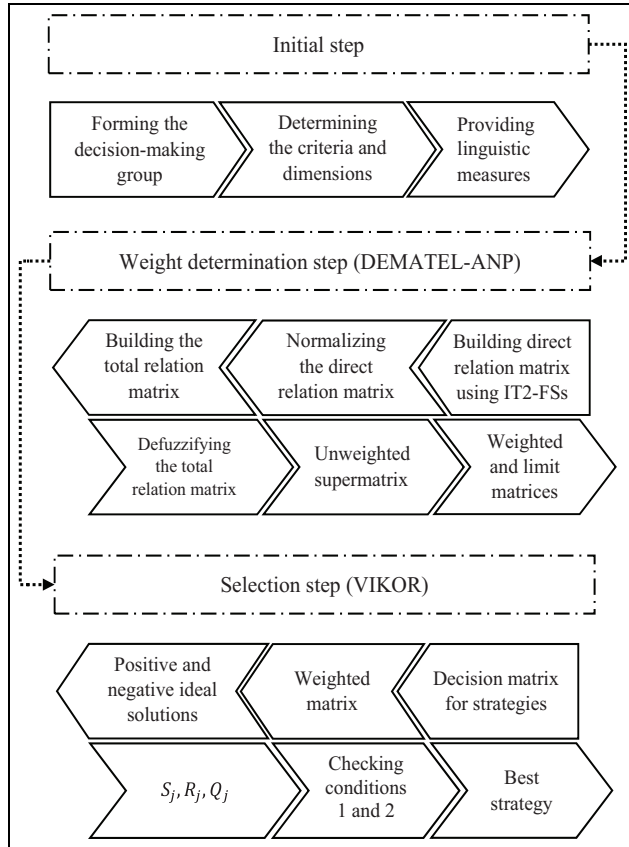 Initial step
Forming the
decision-making
group
Determining
the criteria and
dimensions
Providing
linguistic
measures
Weight determination step (DEMATEL-ANP)
Building the
total relation
matrix
Normalizing
the direct
relation matrix
Building direct
relation matrix
using IT2-FSs
Defuzzifying
the total
relation matrix
Unweighted
supermatrix
Weighted
and limit
matrices
Selection step (VIKOR)
Positive and
negative ideal
solutions
Weighted
matrix
Decision matrix
for strategies
$S_j, R_j, Q_j$
Checking
conditions
1 and 2
Best
strategy